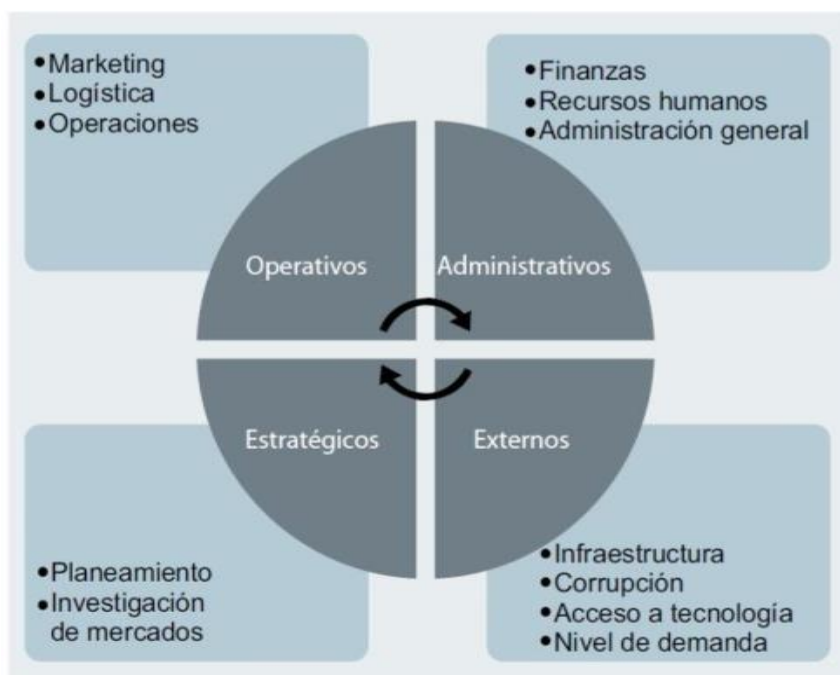 •Marketing
•Logística
•Operaciones
•Finanzas
•Recursos humanos
•Administración general
Operativos
Administrativos
Estratégicos
Externos
•Planeamiento
•Investigación
de mercados
•Infraestructura
•Corrupción
•Acceso a tecnología
•Nivel de demanda